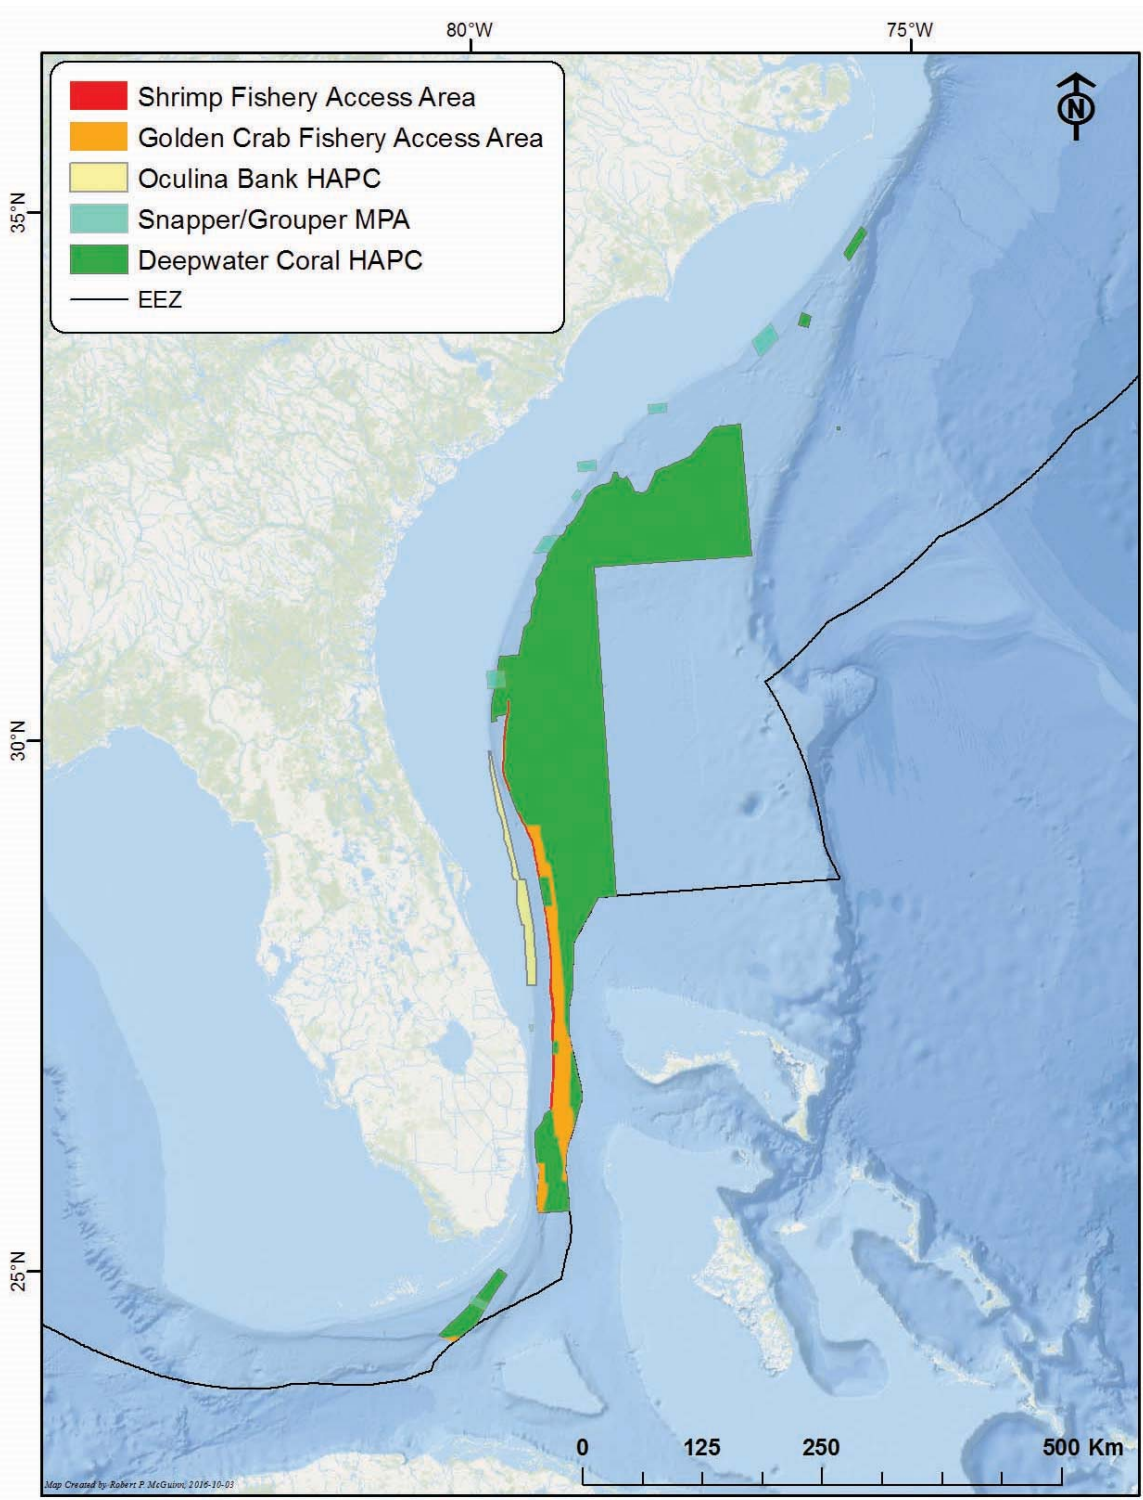 80°W 75°W
Shrimp Fishery Access Area
Golden Crab Fishery Access Area
Oculina Bank HAPC
Snapper/Grouper MPA
Deepwater Coral HAPC
EEZ
N
35°N
30°N
25°N
0 125 250 500 Km
Map Created by Robert P. McGuinn, 2016-10-03